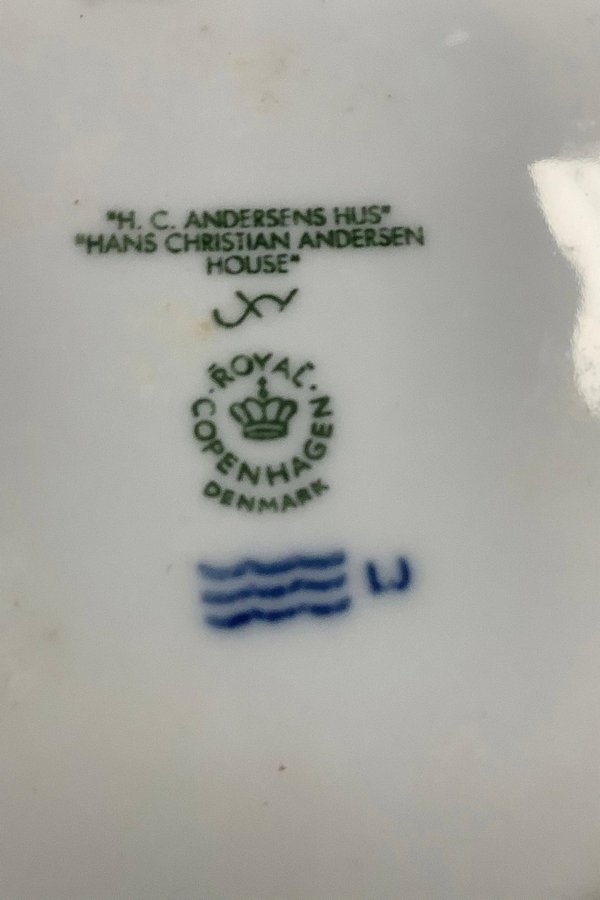 "H. C. ANDERSENS HUS"
"HANS CHRISTIAN ANDERSEN
HOUSE"
· ROYAL ·
COPENHAGEN
DENMARK